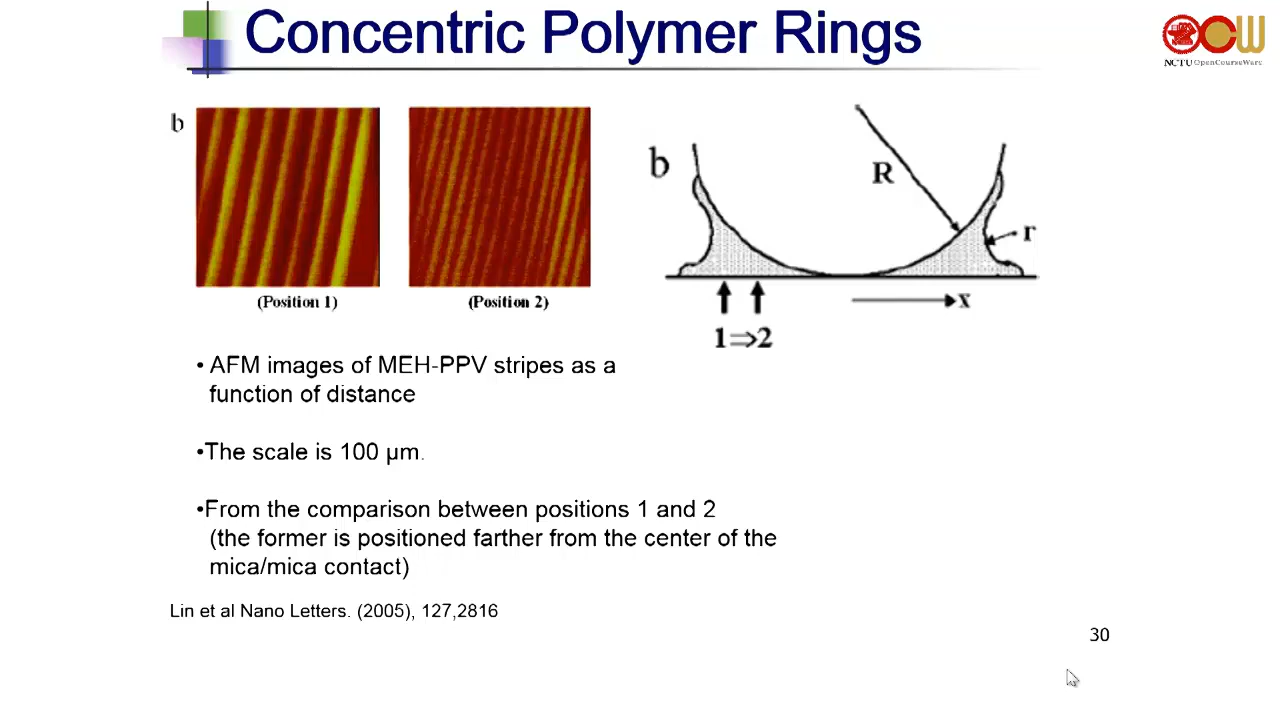 Concentric Polymer Rings
NCTU OpenCourseWare
b
(Position 1)
(Position 2)
b
R
r
x
1⇒2
• AFM images of MEH-PPV stripes as a
function of distance
•The scale is 100 μm.
•From the comparison between positions 1 and 2
(the former is positioned farther from the center of the
mica/mica contact)
Lin et al Nano Letters. (2005), 127,2816
30